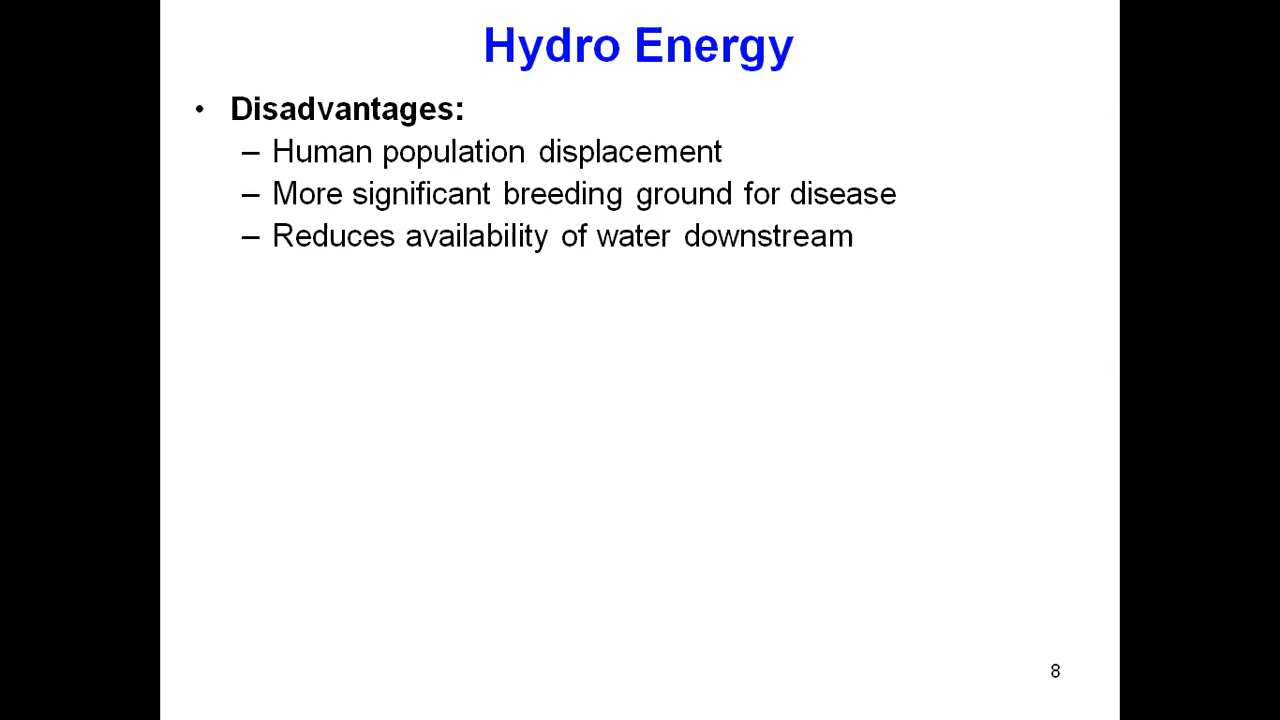 Hydro Energy
• Disadvantages:
– Human population displacement
– More significant breeding ground for disease
– Reduces availability of water downstream
8